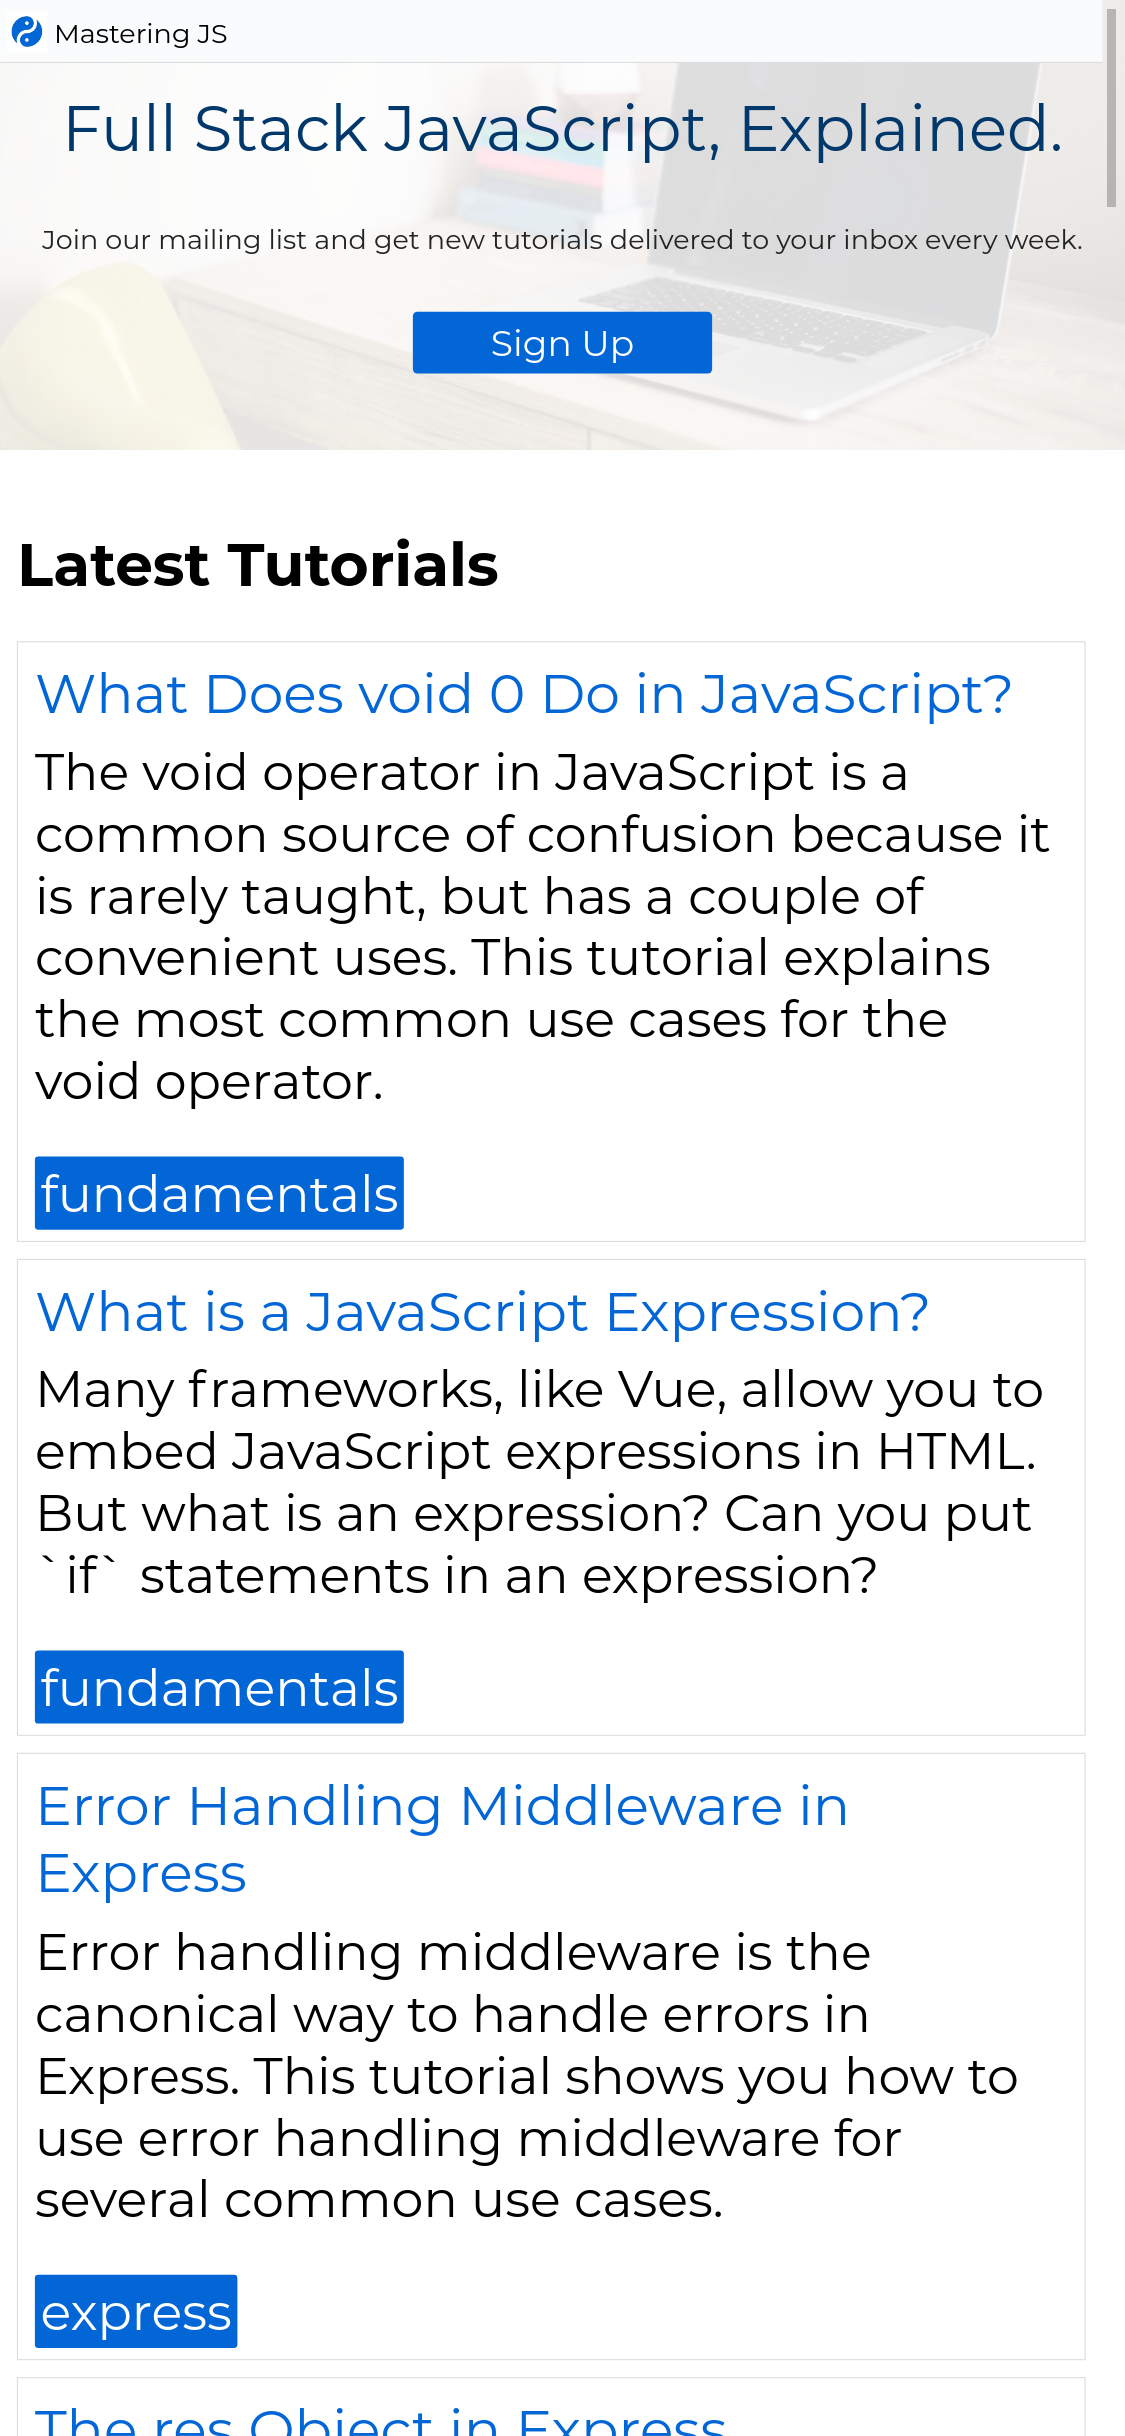 Mastering JS
Full Stack JavaScript, Explained.
Join our mailing list and get new tutorials delivered to your inbox every week.
Sign Up
Latest Tutorials
What Does void 0 Do in JavaScript?
The void operator in JavaScript is a
common source of confusion because it
is rarely taught, but has a couple of
convenient uses. This tutorial explains
the most common use cases for the
void operator.
fundamentals
What is a JavaScript Expression?
Many frameworks, like Vue, allow you to
embed JavaScript expressions in HTML.
But what is an expression? Can you put
`if` statements in an expression?
fundamentals
Error Handling Middleware in
Express
Error handling middleware is the
canonical way to handle errors in
Express. This tutorial shows you how to
use error handling middleware for
several common use cases.
express
The res Object in Express